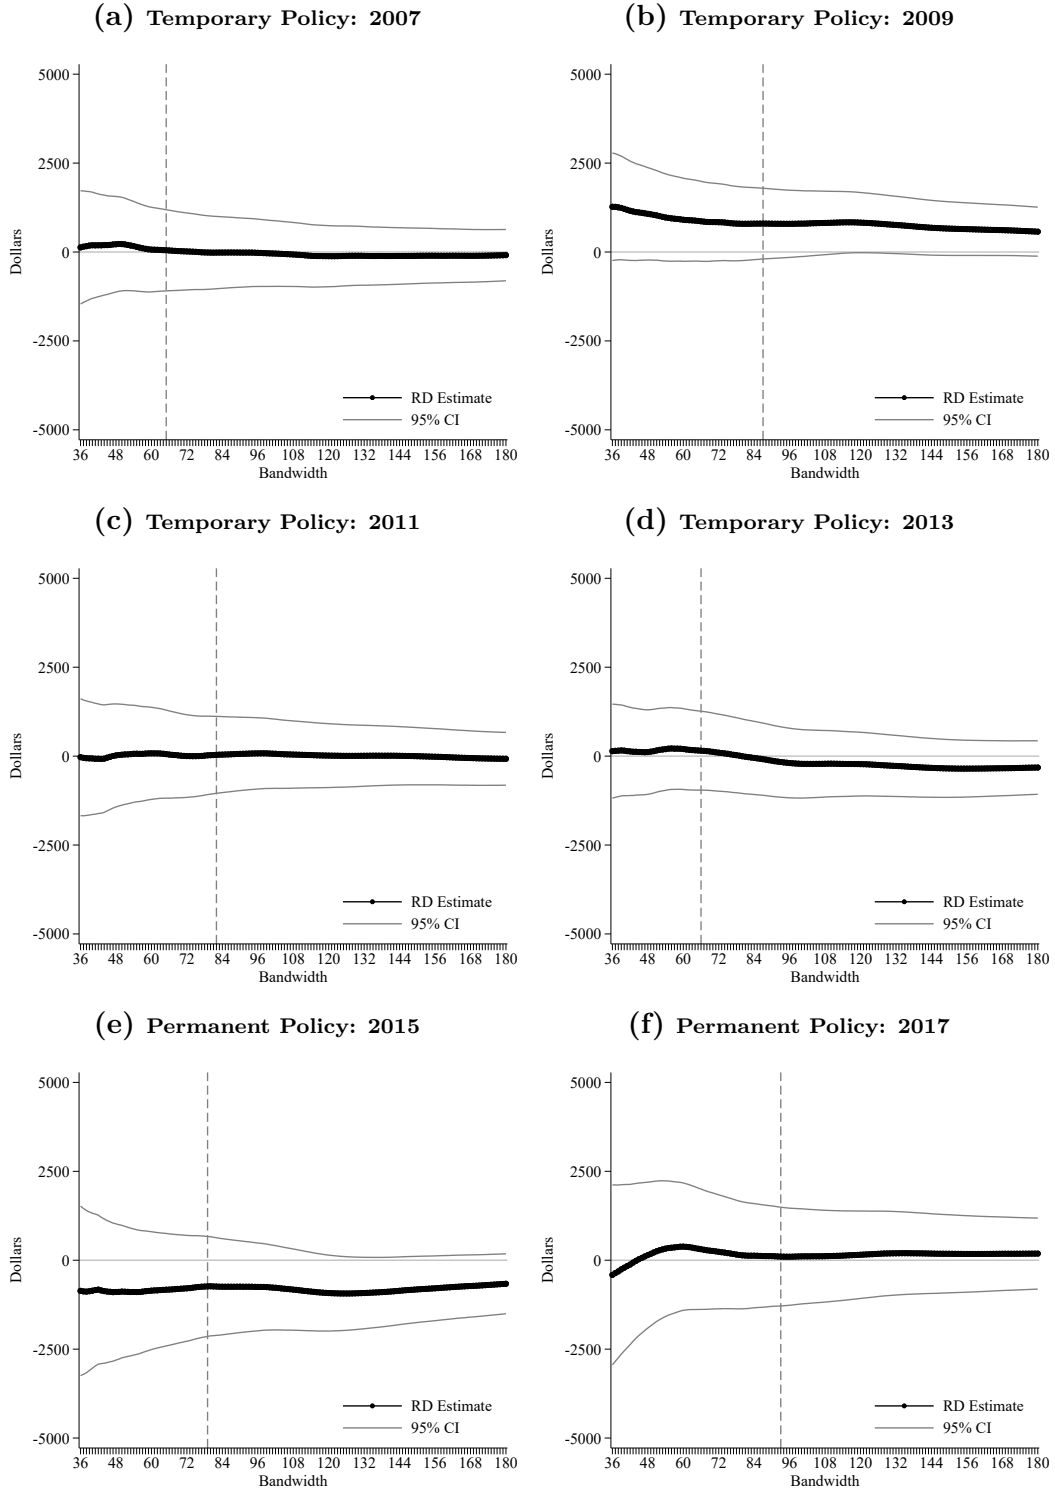 (a) Temporary Policy: 2007
5000
2500
0
-2500
-5000
Dollars
36 48 60 72 84 96 108 120 132 144 156 168 180
Bandwidth
RD Estimate
95% CI
(b) Temporary Policy: 2009
5000
2500
0
-2500
-5000
Dollars
36 48 60 72 84 96 108 120 132 144 156 168 180
Bandwidth
RD Estimate
95% CI
(c) Temporary Policy: 2011
5000
2500
0
-2500
-5000
Dollars
36 48 60 72 84 96 108 120 132 144 156 168 180
Bandwidth
RD Estimate
95% CI
(d) Temporary Policy: 2013
5000
2500
0
-2500
-5000
Dollars
36 48 60 72 84 96 108 120 132 144 156 168 180
Bandwidth
RD Estimate
95% CI
(e) Permanent Policy: 2015
5000
2500
0
-2500
-5000
Dollars
36 48 60 72 84 96 108 120 132 144 156 168 180
Bandwidth
RD Estimate
95% CI
(f) Permanent Policy: 2017
5000
2500
0
-2500
-5000
Dollars
36 48 60 72 84 96 108 120 132 144 156 168 180
Bandwidth
RD Estimate
95% CI